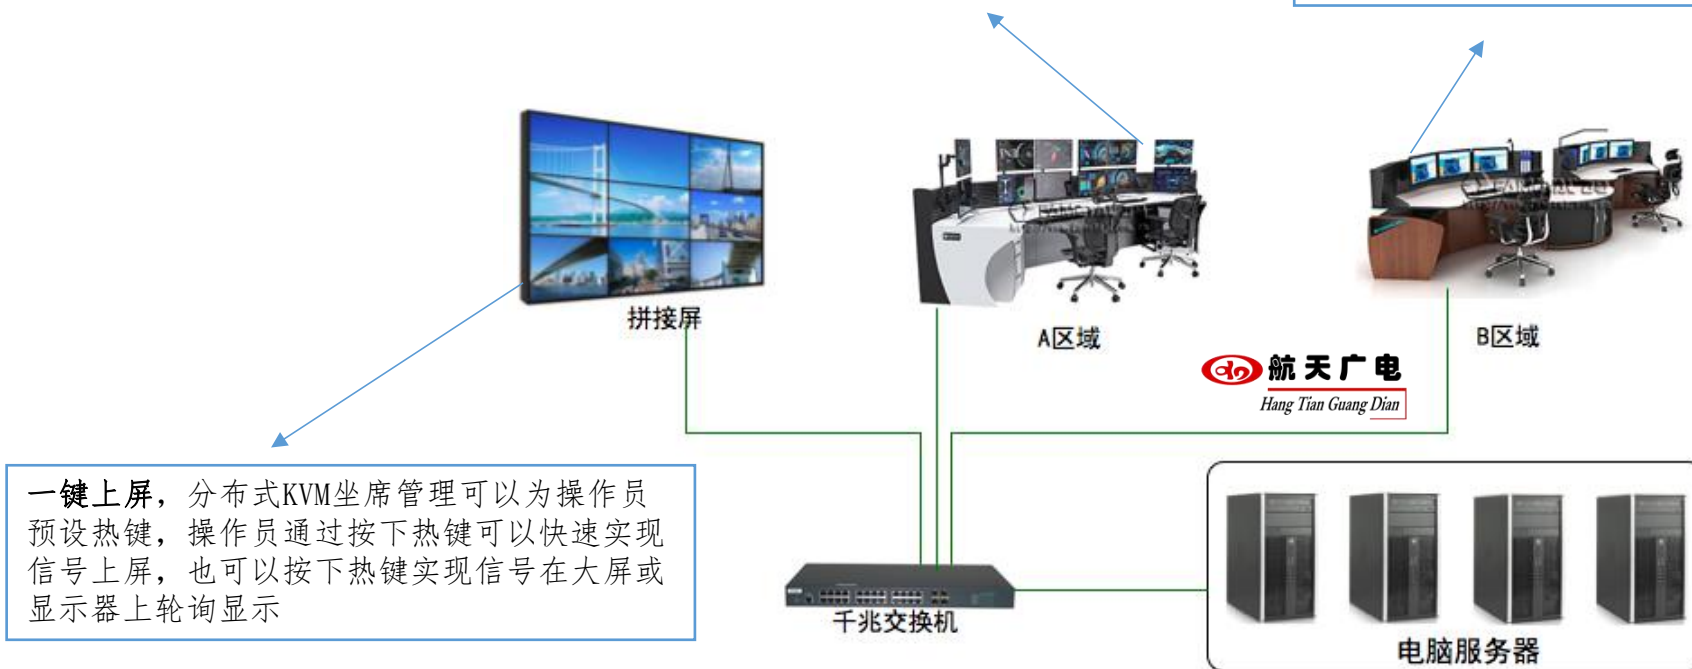 拼接屏
A区域
B区域
航天广电
Hang Tian Guang Dian
一键上屏，分布式KVM坐席管理可以为操作员
预设热键，操作员通过按下热键可以快速实现
信号上屏，也可以按下热键实现信号在大屏或
显示器上轮询显示
千兆交换机
电脑服务器